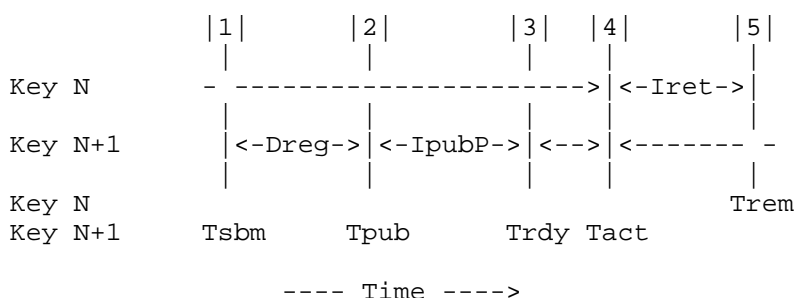 |1|      |2|       |3|  |4|      |5|
|        |         |    |        |
Key N     - ---------------------->|<-Iret->|
|        |         |    |        |
Key N+1    |<-Dreg->|<-IpubP->|<-->|<------- -
|        |         |    |        |
Key N                                     Trem
Key N+1   Tsbm     Tpub      Trdy Tact
---- Time ---->